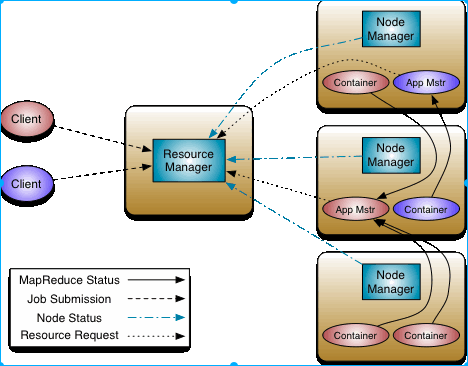 Node
Manager
Container
App Mstr
Client
Resource
Manager
Node
Manager
Client
App Mstr
Container
Node
Manager
MapReduce Status
Job Submission
Node Status
Resource Request
Container
Container